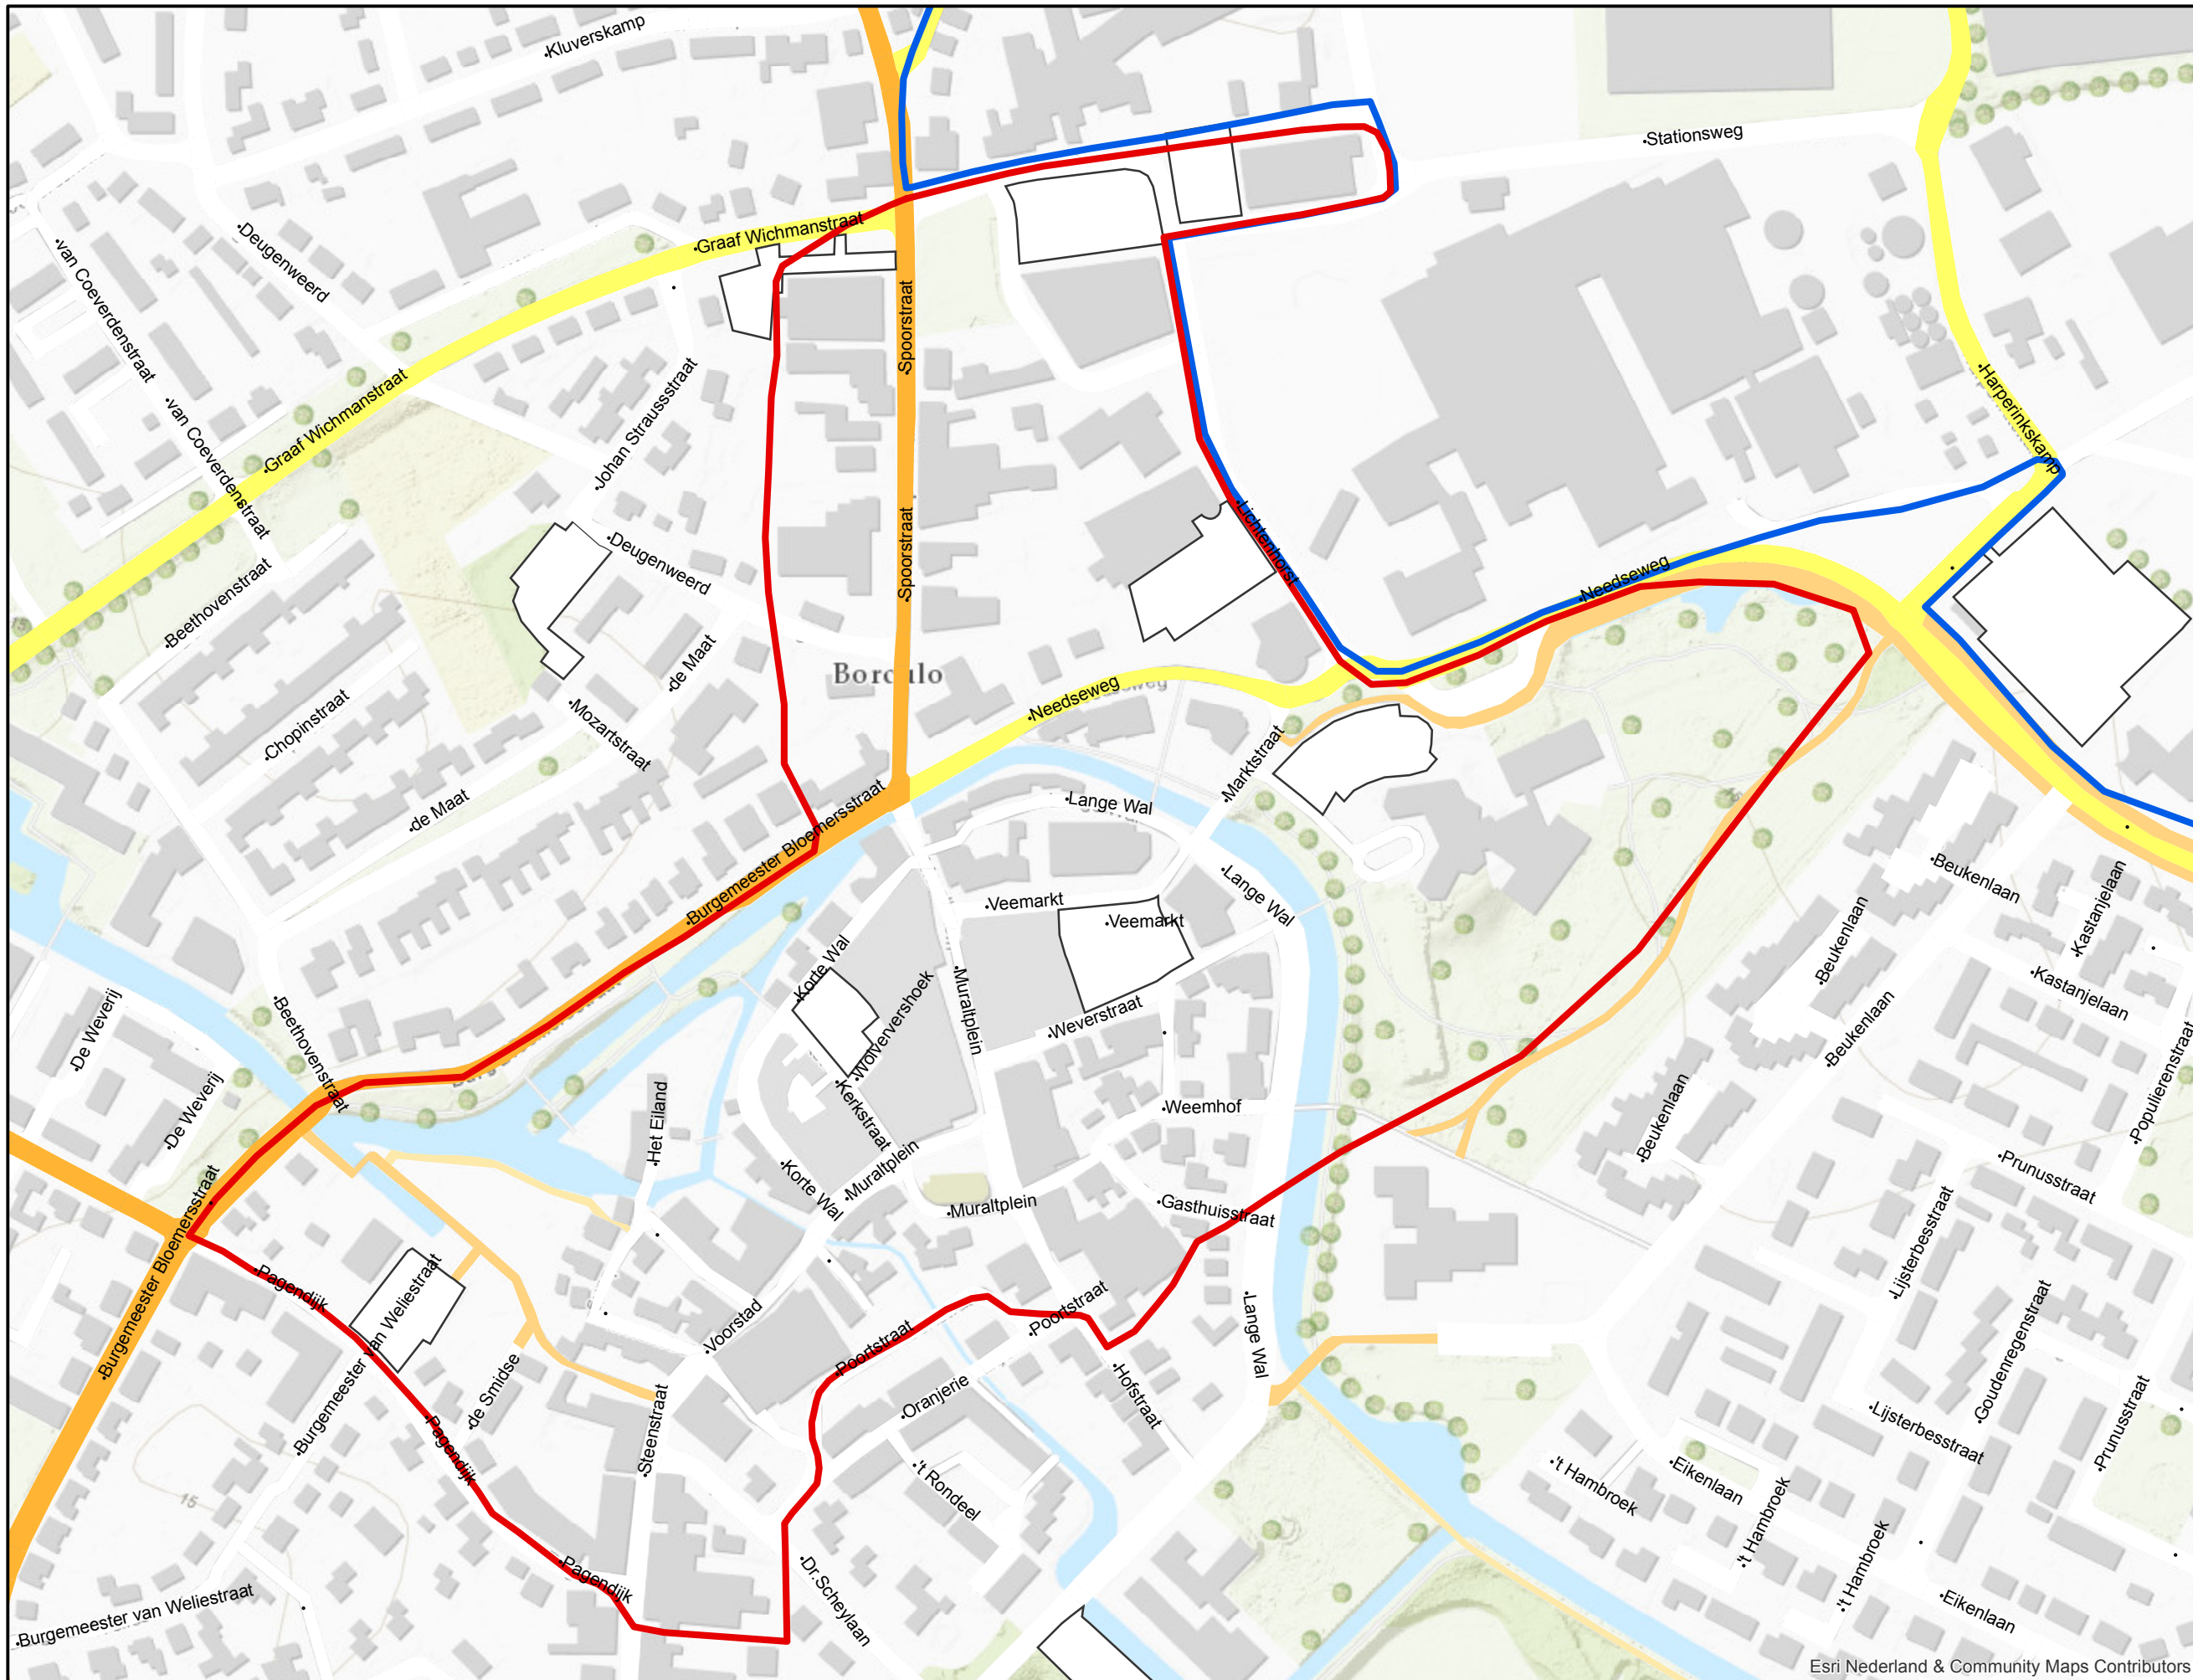 Kluverskamp
Stationsweg
Deugenweerd
van Coeverdenstraat
Graaf Wichmanstraat
Spoorstraat
Harperinkskamp
Johan Straussstraat
Graaf Wichmanstraat
van Coeverdenstraat
Lichtenhorst
Spoorstraat
Deugenweerd
Needseweg
Beethovenstraat
15
de Maat
Borculo
Needseweg
Chopinstraat
Mozartstraat
Marktstraat
Lange Wal
de Maat
Burgemeester Bloemersstraat
Beukenlaan
Lange Wal
Veemarkt
Veemarkt
Kastanjelaan
Beukenlaan
Korte Wal
Wolvenvershoek
Muraltplein
Kastanjelaan
Weverstraat
De Weverij
Beethovenstraat
Beukenlaan
De Weverij
Populierenstraat
Kerkstraat
Het Eiland
Weemhof
Beukenlaan
Burgemeester Bloemersstraat
Korte Wal
Muraltplein
Muraltplein
Gasthuisstraat
Prunusstraat
Lijsterbesstraat
Pagendijk
Burgemeester van Weliestraat
Voorstad
Poortstraat
Poortstraat
Lange Wal
Goudenregenstraat
de Smidse
Oranjerie
Hofstraat
Lijsterbesstraat
Prunusstraat
Steenstraat
Pagendijk
't Rondeel
't Hambroek
Eikenlaan
't Hambroek
15
Pagendijk
Dr.Scheylaan
't Hambroek
Eikenlaan
Burgemeester van Weliestraat
Esri Nederland & Community Maps Contributors